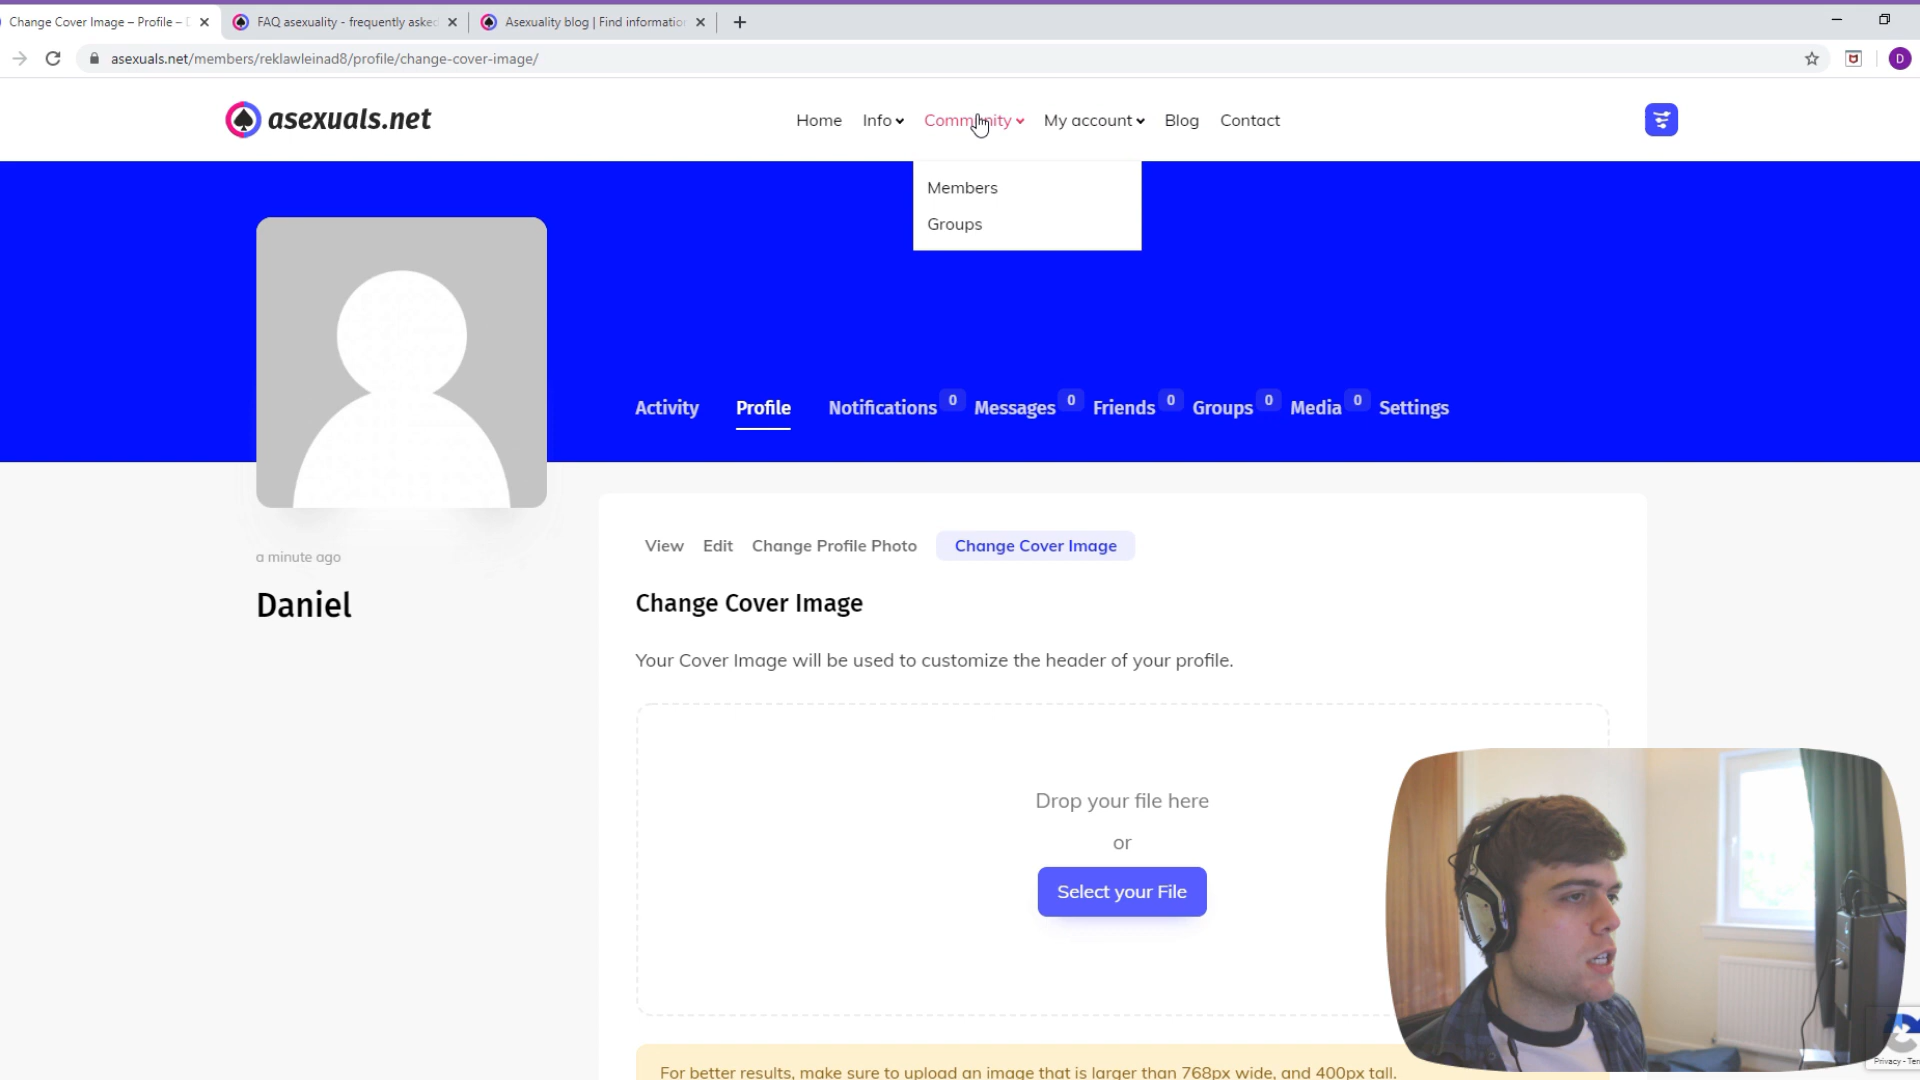 Change Cover Image – Profile –
FAQ asexuality - frequently asked
Asexuality blog | Find informatio
asexuals.net/members/reklawleinad8/profile/change-cover-image/
D
asexuals.net
Home Info Community My account Blog Contact
Members
Groups
Activity Profile Notifications 0 Messages 0 Friends 0 Groups 0 Media 0 Settings
a minute ago
Daniel
View Edit Change Profile Photo Change Cover Image
Change Cover Image
Your Cover Image will be used to customize the header of your profile.
Drop your file here
or
Select your File
For better results, make sure to upload an image that is larger than 768px wide, and 400px tall.
Privacy - Ter